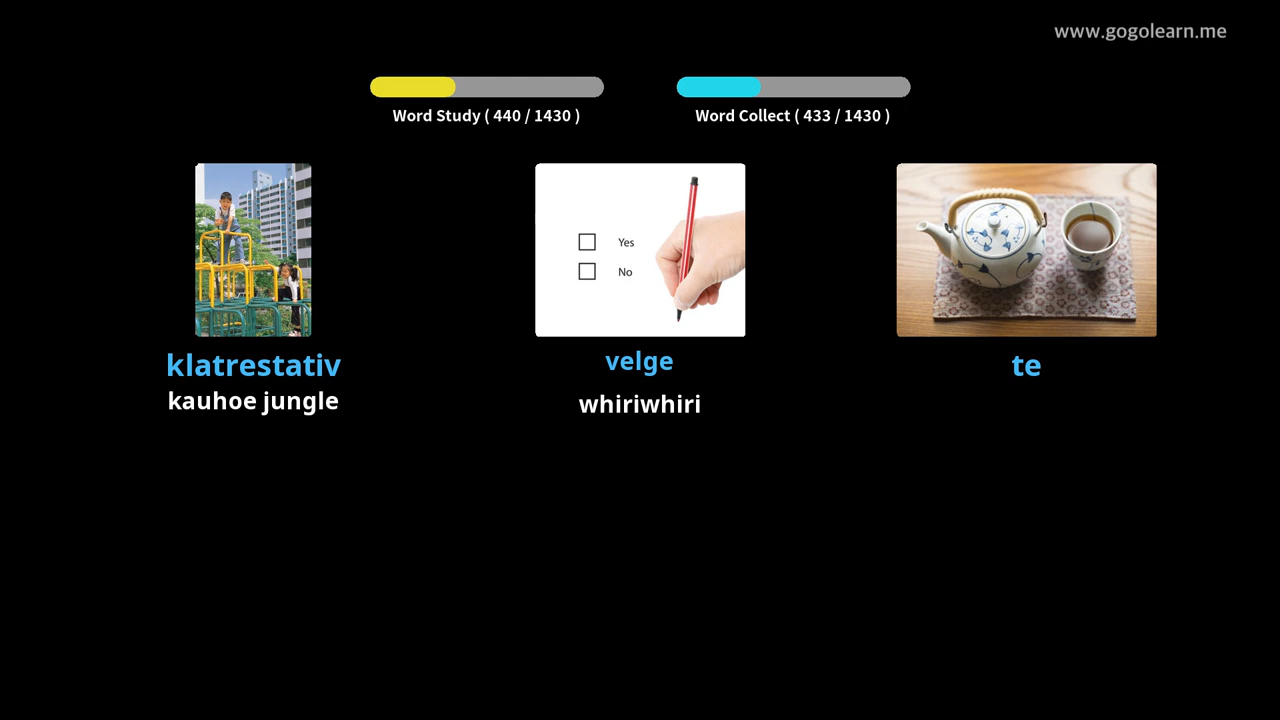 www.gogolearn.me
Word Study ( 440 / 1430 )
Word Collect ( 433 / 1430 )
Yes
No
klatrestativ
kauhoe jungle
velge
whiriwhiri
te